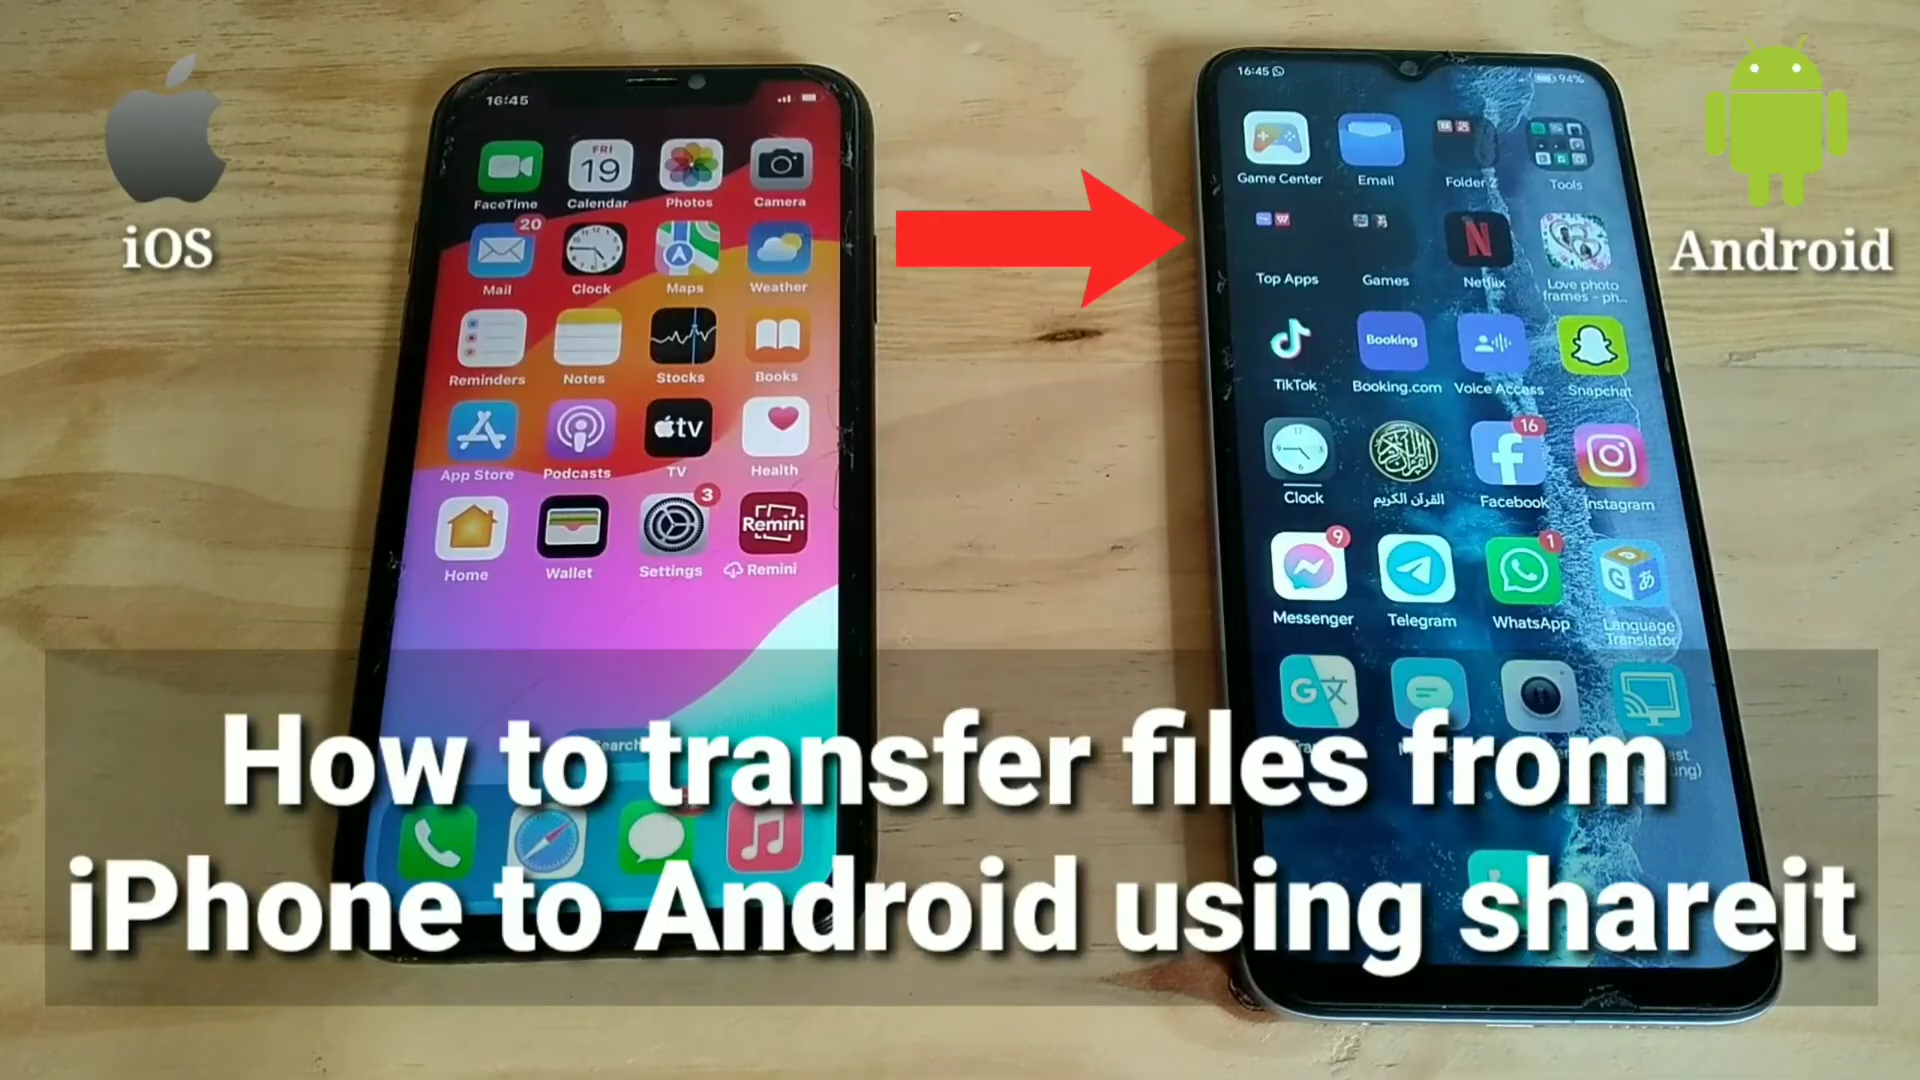 iOS
Android
16:45
FRI
19
FaceTime
Calendar
Photos
Camera
20
Mail
Clock
Maps
Weather
Reminders
Notes
Stocks
Books
tv
App Store
Podcasts
TV
Health
3
Remini
Home
Wallet
Settings
Remini
Search
16:45
94%
Game Center
Email
Folder 2
Tools
Top Apps
Games
Netflix
Love photo
frames - ph...
Booking
TikTok
Booking.com
Voice Access
Snapchat
16
Clock
القرآن الكريم
Facebook
Instagram
9
1
Messenger
Telegram
WhatsApp
Language
Translator
How to transfer files from
iPhone to Android using shareit